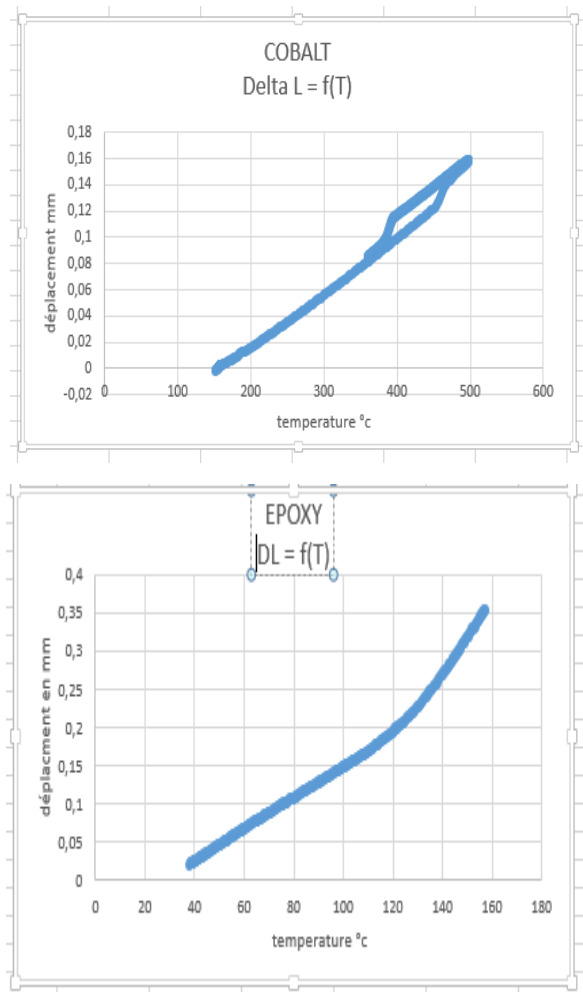 COBALT
Delta L = f(T)
0,18
0,16
0,14
0,12
0,1
0,08
0,06
0,04
0,02
0
-0,02
déplacement mm
0 100 200 300 400 500 600
temperature °c
EPOXY
DL = f(T)
0,4
0,35
0,3
0,25
0,2
0,15
0,1
0,05
0
déplacment en mm
0 20 40 60 80 100 120 140 160 180
temperature °c